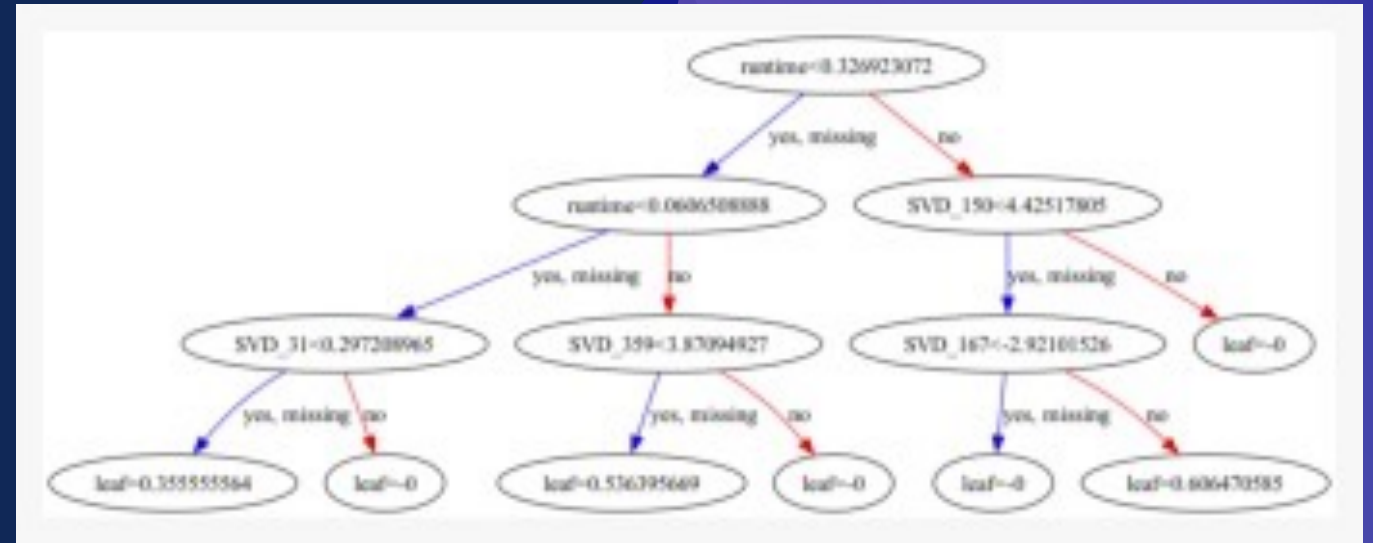 runtime<0.326923072
yes, missing
no
runtime<0.0606508888
SVD_150<4.42517805
yes, missing
no
yes, missing
no
SVD_31<0.297208965
SVD_359<3.87094927
SVD_167<-2.92101526
leaf=-0
yes, missing
no
yes, missing
no
yes, missing
no
leaf=0.355555564
leaf=-0
leaf=0.536395669
leaf=-0
leaf=-0
leaf=0.606470585